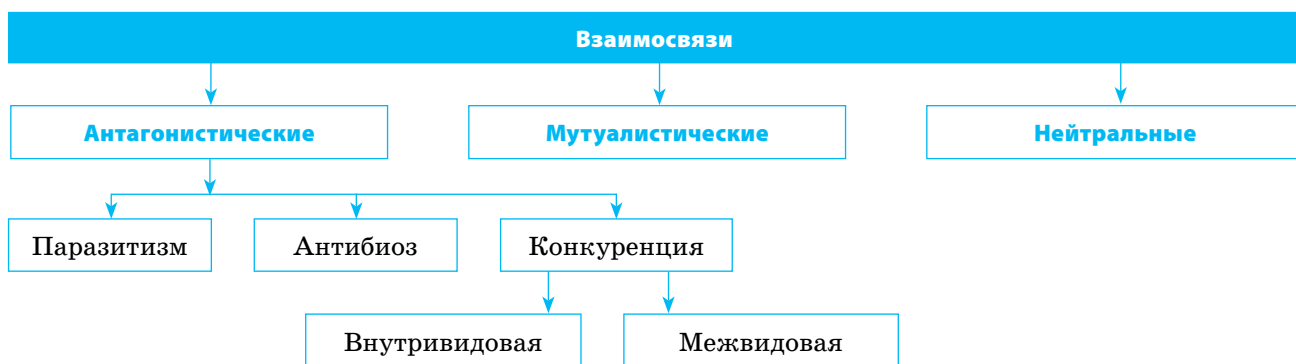 Взаимосвязи
Антагонистические Мутуалистические Нейтральные
Паразитизм Антибиоз Конкуренция
Внутривидовая Межвидовая